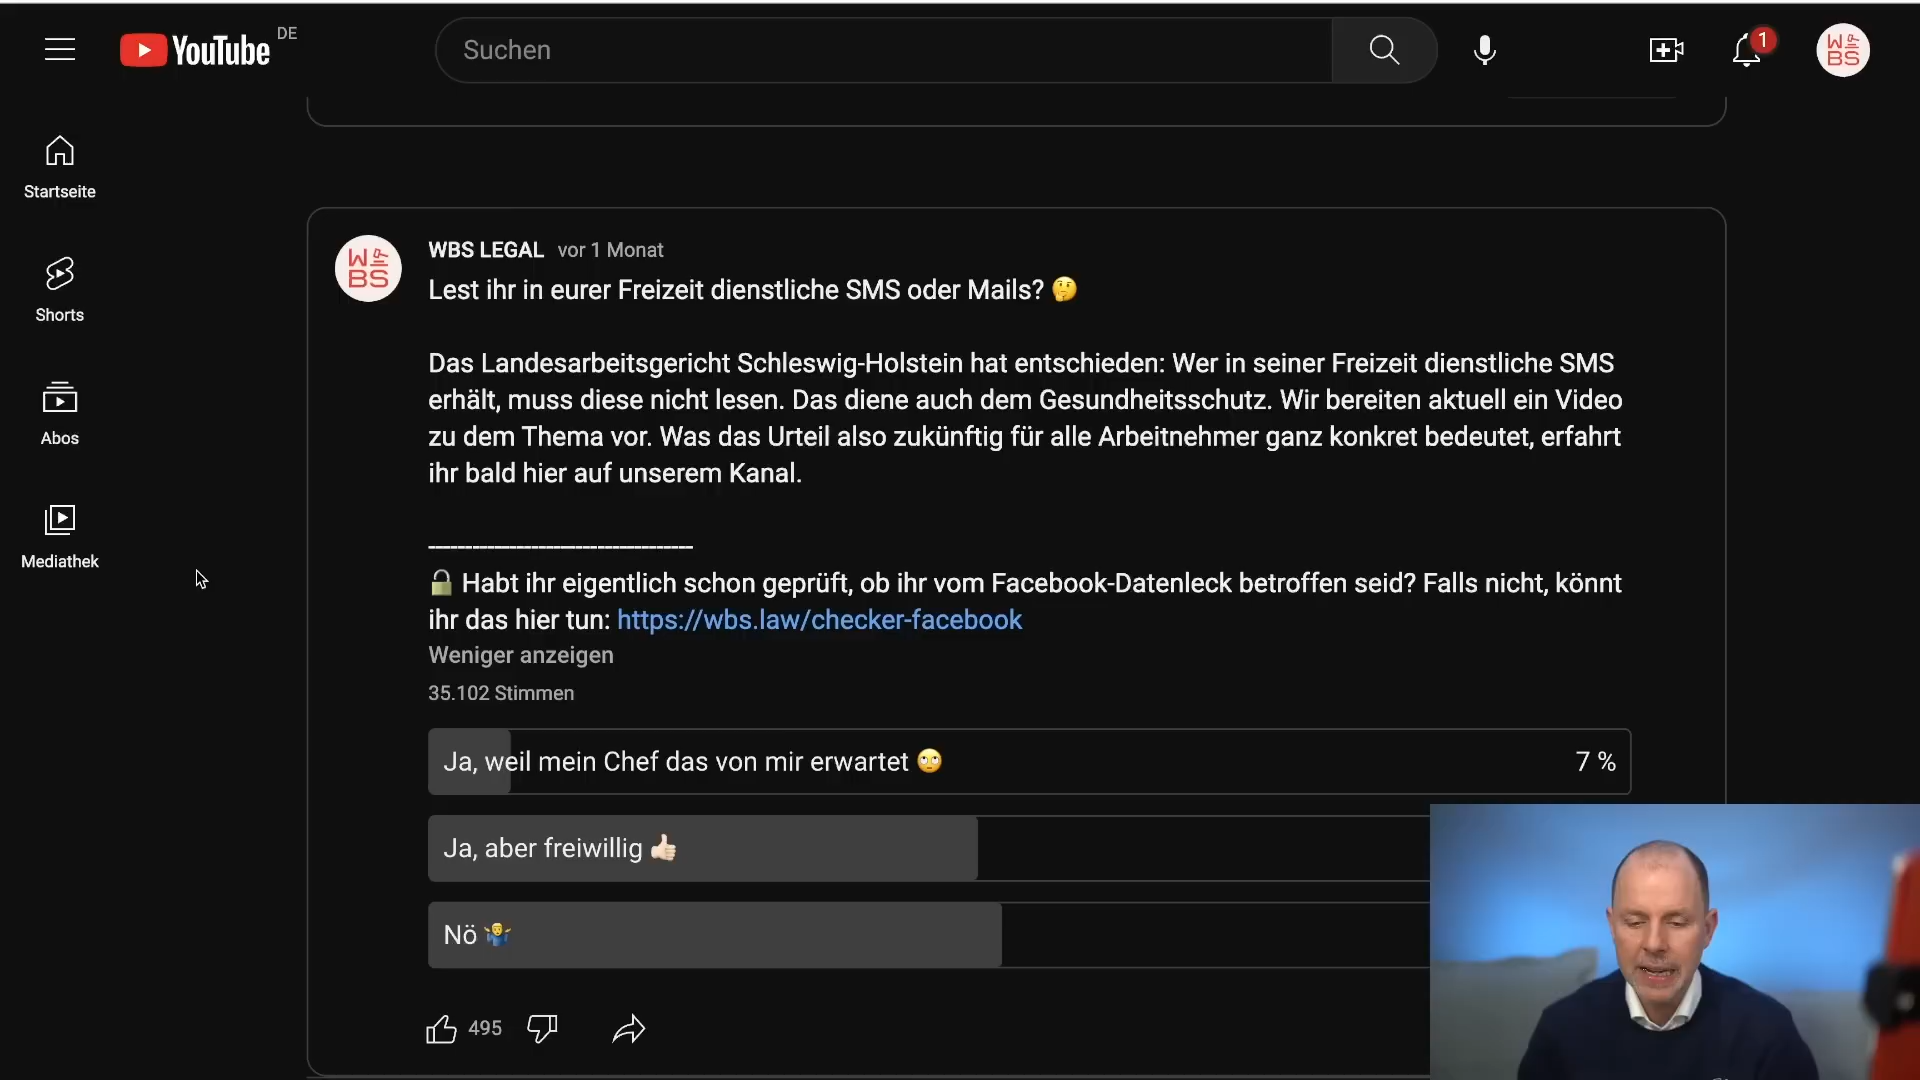 YouTube DE
Suchen
1
WBS
Startseite
Shorts
Abos
Mediathek
WBS
WBS LEGAL vor 1 Monat
Lest ihr in eurer Freizeit dienstliche SMS oder Mails? 🤔
Das Landesarbeitsgericht Schleswig-Holstein hat entschieden: Wer in seiner Freizeit dienstliche SMS
erhält, muss diese nicht lesen. Das diene auch dem Gesundheitsschutz. Wir bereiten aktuell ein Video
zu dem Thema vor. Was das Urteil also zukünftig für alle Arbeitnehmer ganz konkret bedeutet, erfahrt
ihr bald hier auf unserem Kanal.
____________________________________
🔓 Habt ihr eigentlich schon geprüft, ob ihr vom Facebook-Datenleck betroffen seid? Falls nicht, könnt
ihr das hier tun: https://wbs.law/checker-facebook
Weniger anzeigen
35.102 Stimmen
Ja, weil mein Chef das von mir erwartet 🙄 7 %
Ja, aber freiwillig 👍🏻
Nö 🤷‍♂️
495